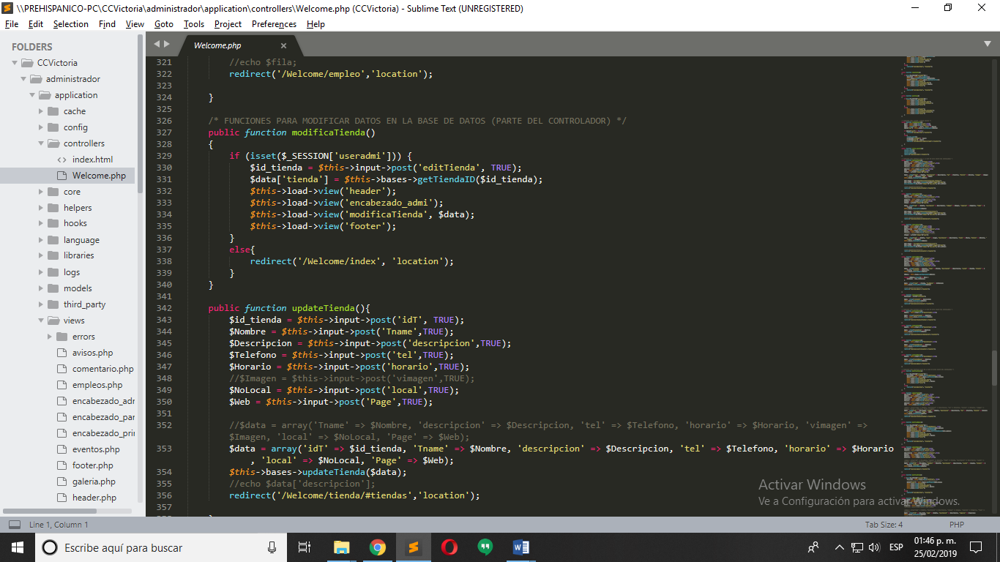 \\PREHISPANICO-PC\CCVictoria\administrador\application\controllers\Welcome.php (CCVictoria) - Sublime Text (UNREGISTERED)
File Edit Selection Find View Goto Tools Project Preferences Help
FOLDERS
CCVictoria
administrador
application
cache
config
controllers
index.html
Welcome.php
core
helpers
hooks
language
libraries
logs
models
third_party
views
errors
avisos.php
comentario.php
empleos.php
encabezado_adr
encabezado_par
encabezado_prir
eventos.php
footer.php
galeria.php
header.php
Welcome.php
321 //echo $fila;
322 redirect('/Welcome/empleo','location');
323
324 }
325
326 /* FUNCIONES PARA MODIFICAR DATOS EN LA BASE DE DATOS (PARTE DEL CONTROLADOR) */
327 public function modificaTienda()
328 {
329 if (isset($_SESSION['useradmi'])) {
330 $id_tienda = $this->input->post('editTienda', TRUE);
331 $data['tienda'] = $this->bases->getTiendaID($id_tienda);
332 $this->load->view('header');
333 $this->load->view('encabezado_admi');
334 $this->load->view('modificaTienda', $data);
335 $this->load->view('footer');
336 }
337 else{
338 redirect('/Welcome/index', 'location');
339 }
340 }
341
342 public function updateTienda(){
343 $id_tienda = $this->input->post('idT', TRUE);
344 $Nombre = $this->input->post('Tname',TRUE);
345 $Descripcion = $this->input->post('descripcion',TRUE);
346 $Telefono = $this->input->post('tel',TRUE);
347 $Horario = $this->input->post('horario',TRUE);
348 //$Imagen = $this->input->post('vimagen',TRUE);
349 $NoLocal = $this->input->post('local',TRUE);
350 $Web = $this->input->post('Page',TRUE);
351
352 //$data = array('Tname' => $Nombre, 'descripcion' => $Descripcion, 'tel' => $Telefono, 'horario' => $Horario, 'vimagen' =>
$Imagen, 'local' => $NoLocal, 'Page' => $Web);
353 $data = array('idT' => $id_tienda, 'Tname' => $Nombre, 'descripcion' => $Descripcion, 'tel' => $Telefono, 'horario' => $Horario
, 'local' => $NoLocal, 'Page' => $Web);
354 $this->bases->updateTienda($data);
355 //echo $data['descripcion'];
356 redirect('/Welcome/tienda/#tiendas','location');
357
Activar Windows
Ve a Configuración para activar Windows.
Line 1, Column 1
Tab Size: 4 PHP
Escribe aquí para buscar
ESP
01:46 p. m.
25/02/2019